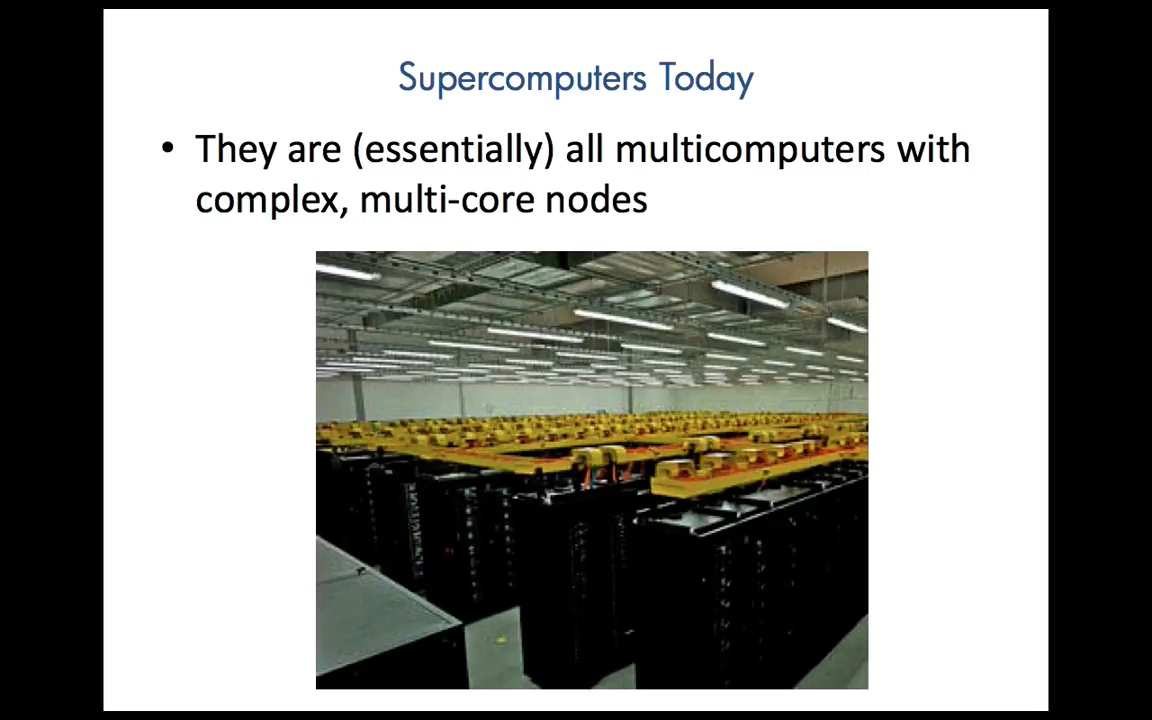 Supercomputers Today
• They are (essentially) all multicomputers with
complex, multi-core nodes